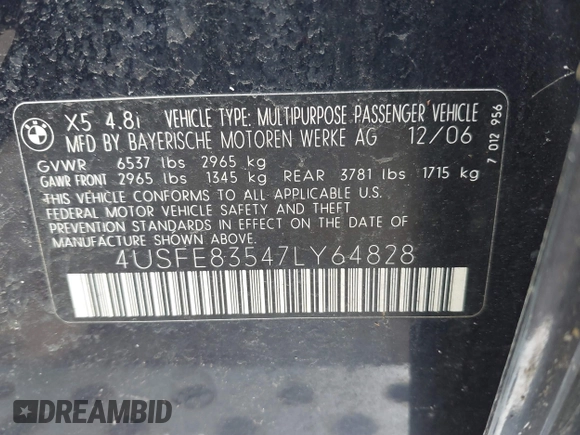 BMW
X5 4.8i VEHICLE TYPE: MULTIPURPOSE PASSENGER VEHICLE
MFD BY BAYERISCHE MOTOREN WERKE AG 12/06
GVWR 6537 lbs 2965 kg
GAWR FRONT 2965 lbs 1345 kg REAR 3781 lbs 1715 kg
THIS VEHICLE CONFORMS TO ALL APPLICABLE U.S.
FEDERAL MOTOR VEHICLE SAFETY AND THEFT
PREVENTION STANDARDS IN EFFECT ON THE DATE OF
MANUFACTURE SHOWN ABOVE.
4USFE83547LY64828
7 012 956
DREAMBID